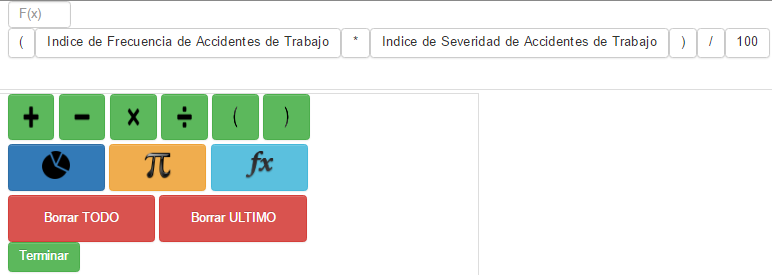 F(x)
( Indice de Frecuencia de Accidentes de Trabajo * Indice de Severidad de Accidentes de Trabajo ) / 100
+ − × ÷ ( )
π fx
Borrar TODO Borrar ULTIMO
Terminar